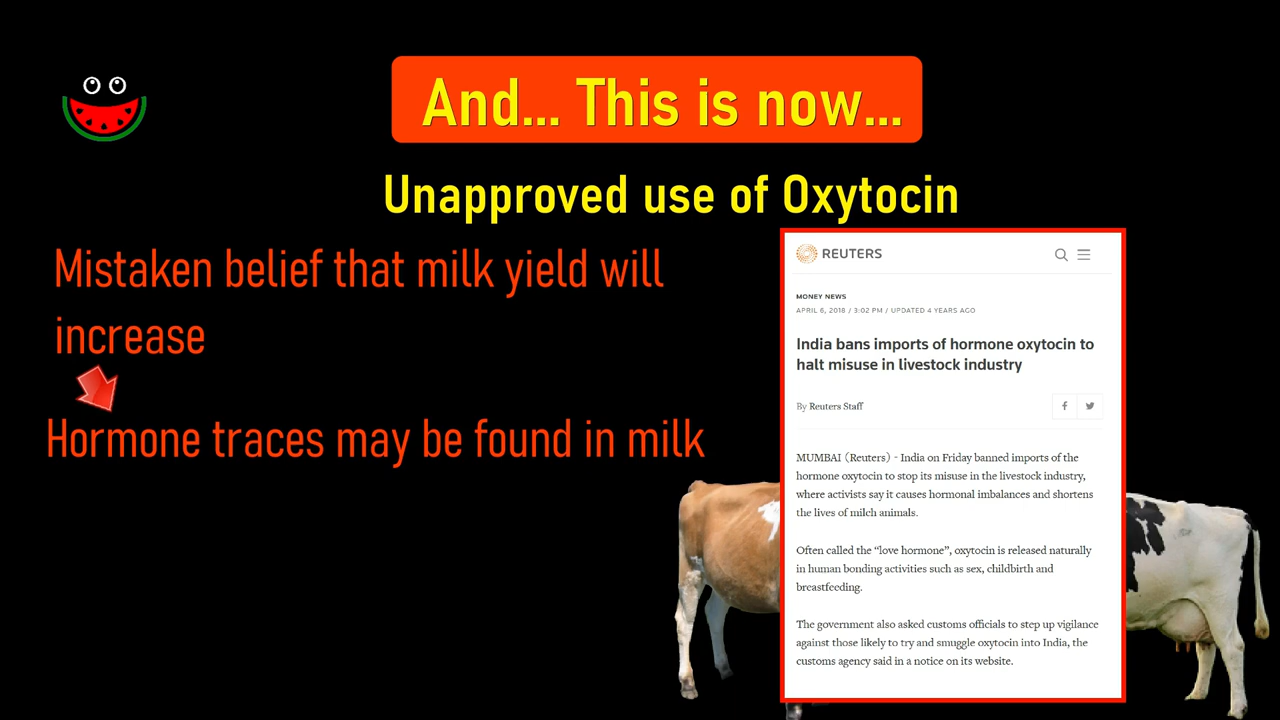 And... This is now...
Unapproved use of Oxytocin
Mistaken belief that milk yield will
increase
Hormone traces may be found in milk
REUTERS
MONEY NEWS
APRIL 6, 2018 / 3:02 PM / UPDATED 4 YEARS AGO
India bans imports of hormone oxytocin to
halt misuse in livestock industry
By Reuters Staff
MUMBAI (Reuters) - India on Friday banned imports of the
hormone oxytocin to stop its misuse in the livestock industry,
where activists say it causes hormonal imbalances and shortens
the lives of milch animals.
Often called the “love hormone”, oxytocin is released naturally
in human bonding activities such as sex, childbirth and
breastfeeding.
The government also asked customs officials to step up vigilance
against those likely to try and smuggle oxytocin into India, the
customs agency said in a notice on its website.